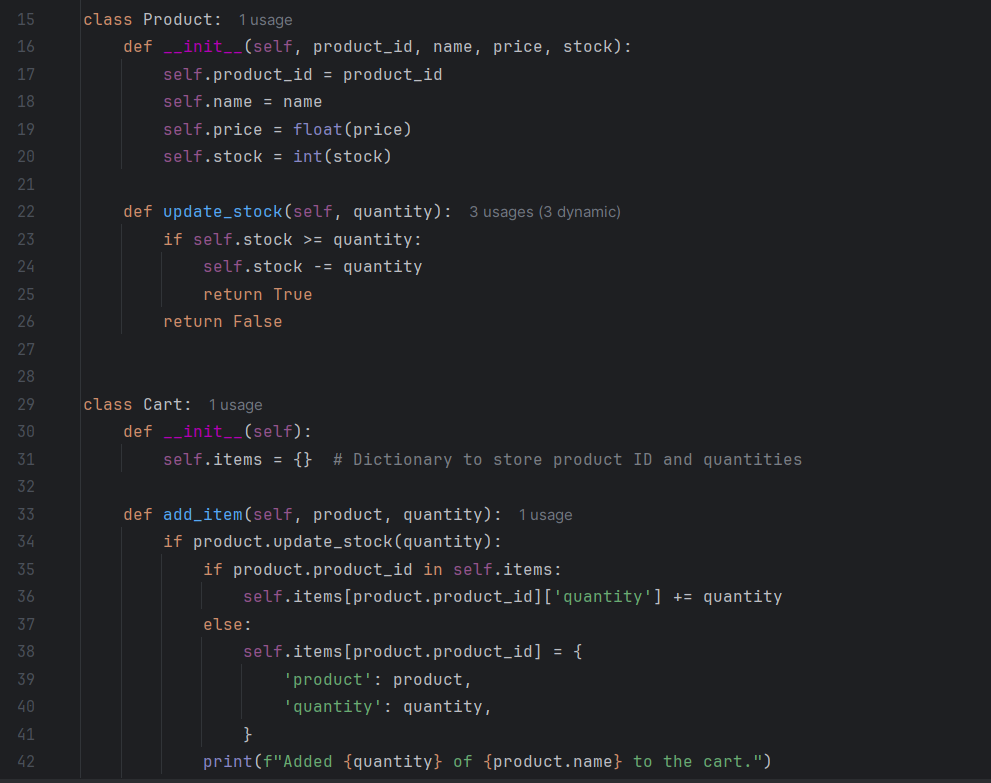 15 class Product: 1 usage
16     def __init__(self, product_id, name, price, stock):
17         self.product_id = product_id
18         self.name = name
19         self.price = float(price)
20         self.stock = int(stock)
21
22     def update_stock(self, quantity): 3 usages (3 dynamic)
23         if self.stock >= quantity:
24             self.stock -= quantity
25             return True
26         return False
27
28
29 class Cart: 1 usage
30     def __init__(self):
31         self.items = {}  # Dictionary to store product ID and quantities
32
33     def add_item(self, product, quantity): 1 usage
34         if product.update_stock(quantity):
35             if product.product_id in self.items:
36                 self.items[product.product_id]['quantity'] += quantity
37             else:
38                 self.items[product.product_id] = {
39                     'product': product,
40                     'quantity': quantity,
41                 }
42             print(f"Added {quantity} of {product.name} to the cart.")